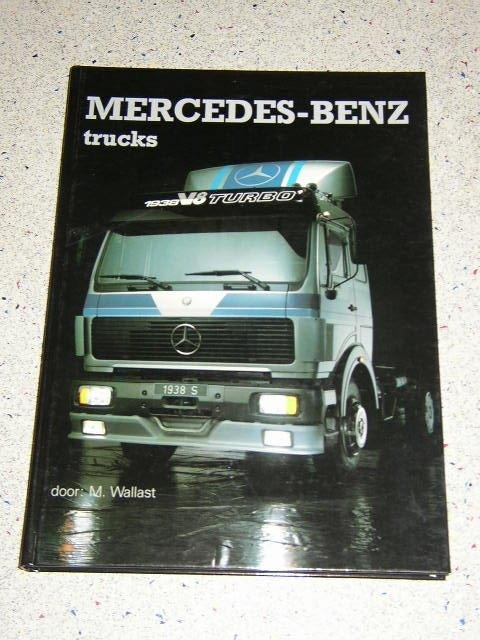 MERCEDES-BENZ
trucks
1938 V8 TURBO
1938 S
door: M. Wallast